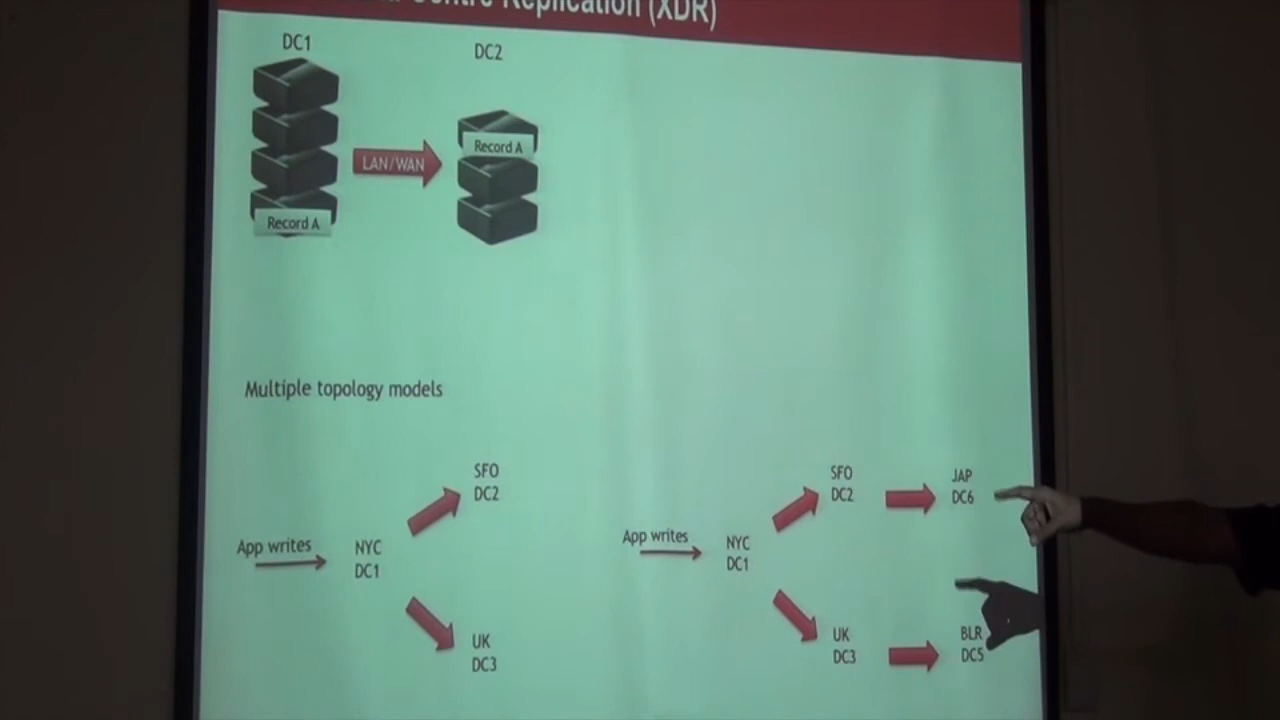 Centre Replication (XDR)
DC1
DC2
Record A
LAN/WAN
Record A
Multiple topology models
App writes
NYC
DC1
SFO
DC2
UK
DC3
App writes
NYC
DC1
SFO
DC2
JAP
DC6
UK
DC3
BLR
DC5